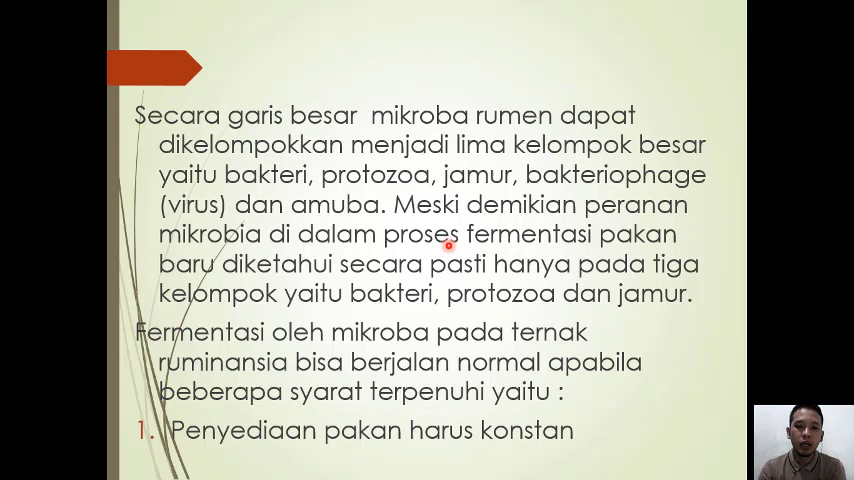 Secara garis besar mikroba rumen dapat
dikelompokkan menjadi lima kelompok besar
yaitu bakteri, protozoa, jamur, bakteriophage
(virus) dan amuba. Meski demikian peranan
mikrobia di dalam proses fermentasi pakan
baru diketahui secara pasti hanya pada tiga
kelompok yaitu bakteri, protozoa dan jamur.
Fermentasi oleh mikroba pada ternak
ruminansia bisa berjalan normal apabila
beberapa syarat terpenuhi yaitu :
1. Penyediaan pakan harus konstan